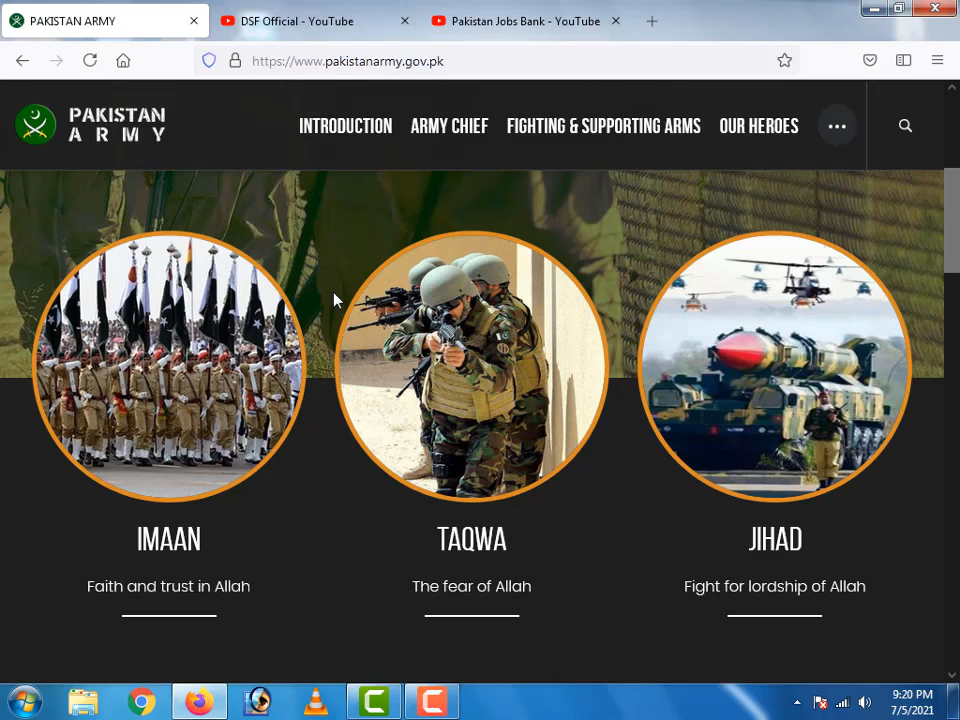 PAKISTAN ARMY
DSF Official - YouTube
Pakistan Jobs Bank - YouTube
https://www.pakistanarmy.gov.pk
PAKISTAN
ARMY
INTRODUCTION
ARMY CHIEF
FIGHTING & SUPPORTING ARMS
OUR HEROES
IMAAN
TAQWA
JIHAD
Faith and trust in Allah
The fear of Allah
Fight for lordship of Allah
9:20 PM
7/5/2021